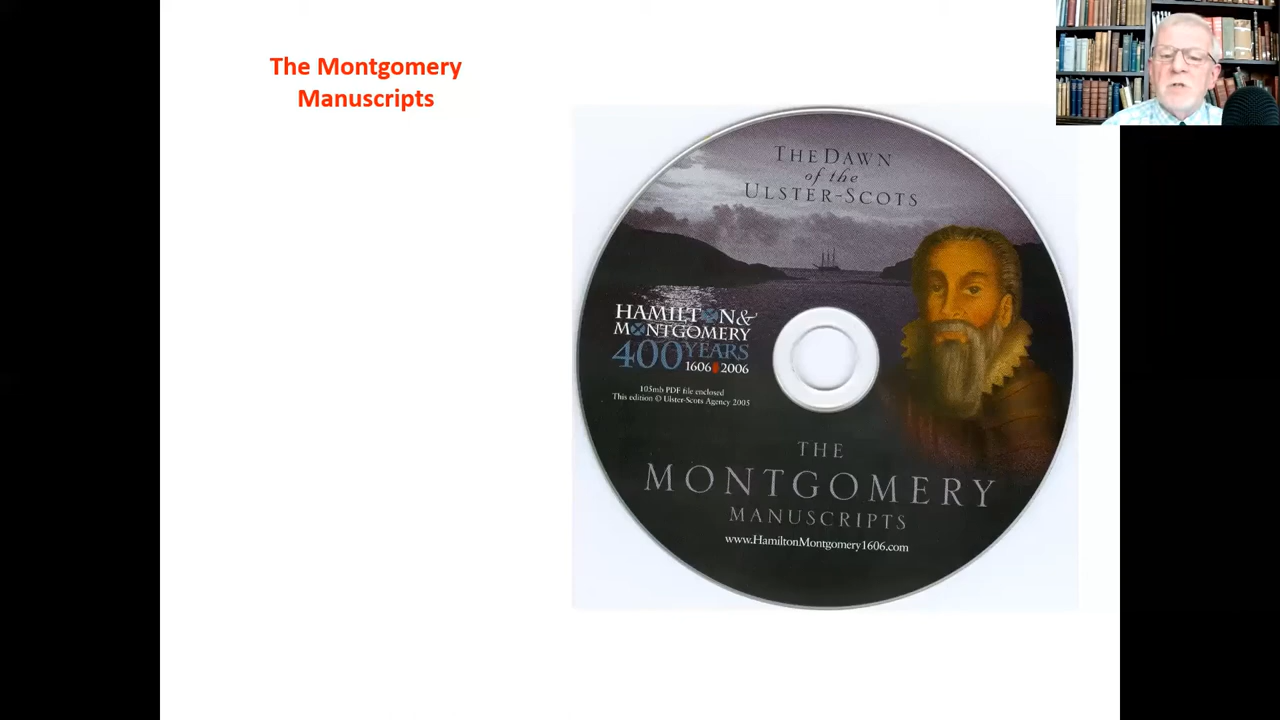 The Montgomery
Manuscripts
THE DAWN
of the
ULSTER-SCOTS
HAMILTON &
MONTGOMERY
400 YEARS
1606 2006
105mb PDF file enclosed
This edition © Ulster-Scots Agency 2005
THE
MONTGOMERY
MANUSCRIPTS
www.HamiltonMontgomery1606.com